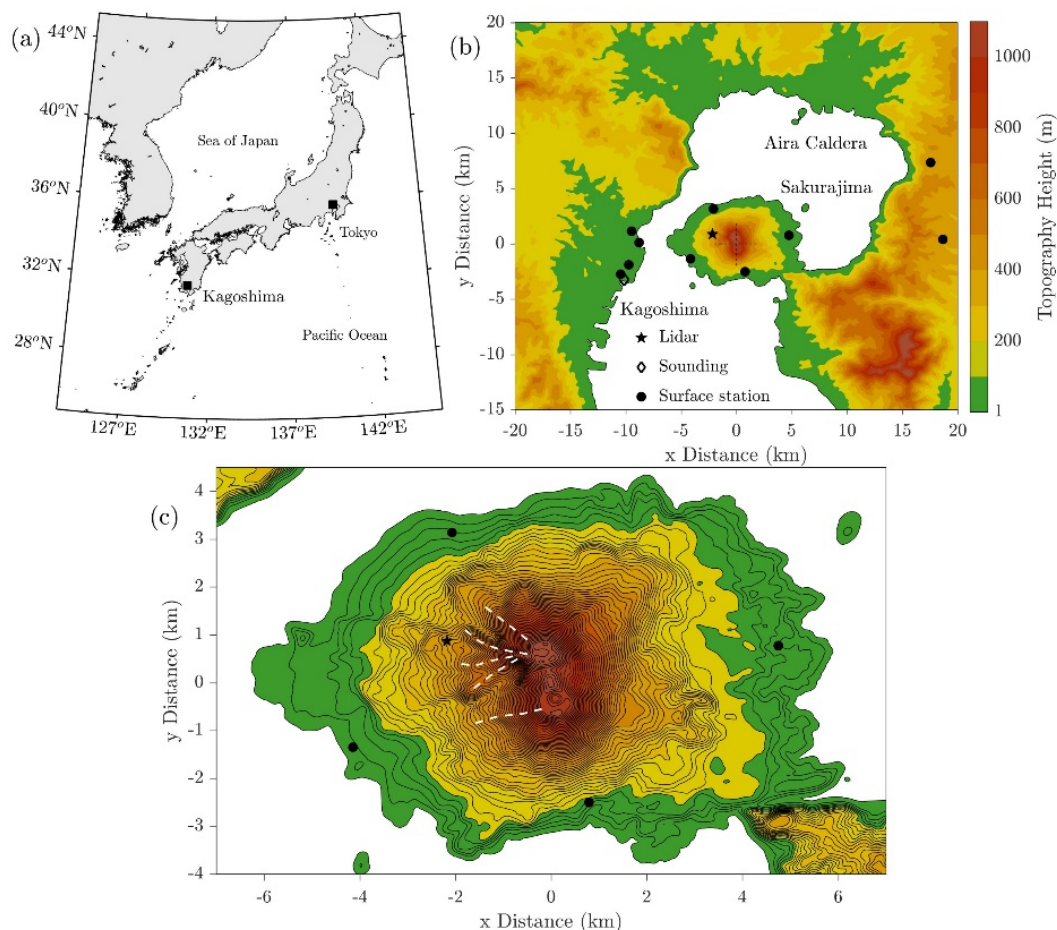 (a)
44°N
40°N
36°N
32°N
28°N
127°E
132°E
137°E
142°E
Sea of Japan
Tokyo
Kagoshima
Pacific Ocean
(b)
20
15
10
5
0
-5
-10
-15
y Distance (km)
-20 -15 -10 -5 0 5 10 15 20
x Distance (km)
Aira Caldera
Sakurajima
Kagoshima
Lidar
Sounding
Surface station
1000
800
600
400
200
1
Topography Height (m)
(c)
4
3
2
1
0
-1
-2
-3
-4
y Distance (km)
-6 -4 -2 0 2 4 6
x Distance (km)